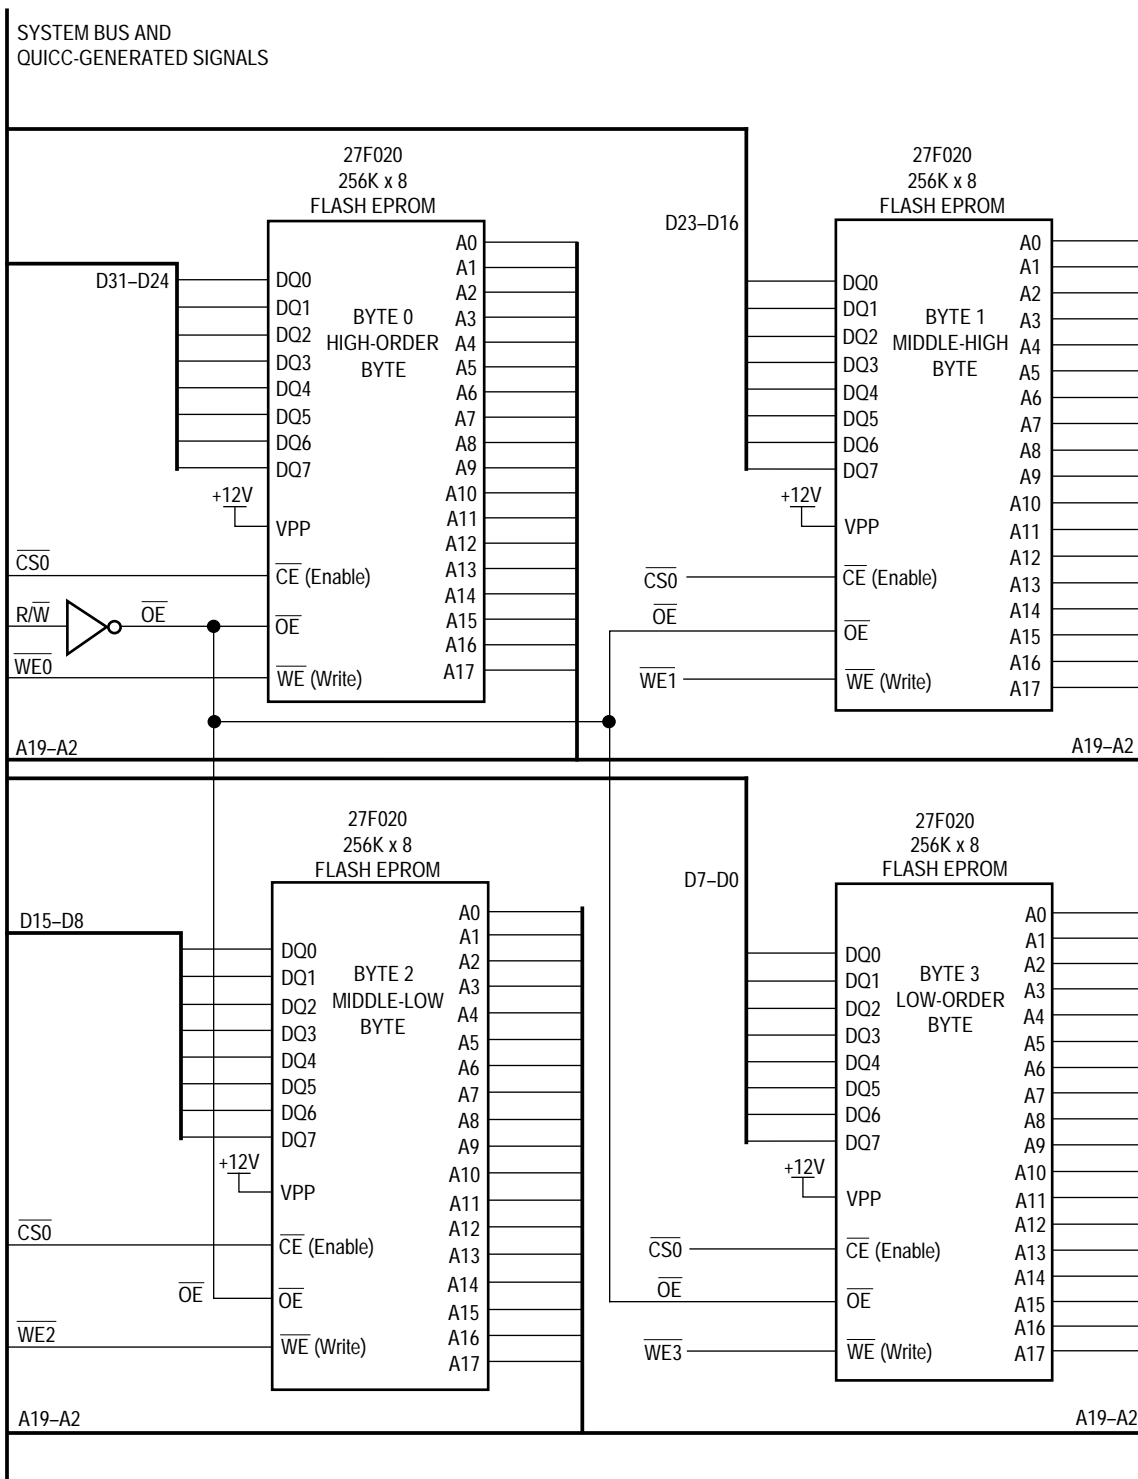 SYSTEM BUS AND
QUICC-GENERATED SIGNALS
27F020
256K x 8
FLASH EPROM
D31–D24
DQ0
DQ1
DQ2
DQ3
DQ4
DQ5
DQ6
DQ7
BYTE 0
HIGH-ORDER
BYTE
+12V
VPP
CS0
CE (Enable)
R/W
OE
OE
WE0
WE (Write)
A0
A1
A2
A3
A4
A5
A6
A7
A8
A9
A10
A11
A12
A13
A14
A15
A16
A17
A19–A2
27F020
256K x 8
FLASH EPROM
D23–D16
DQ0
DQ1
DQ2
DQ3
DQ4
DQ5
DQ6
DQ7
BYTE 1
MIDDLE-HIGH
BYTE
+12V
VPP
CS0
CE (Enable)
OE
OE
WE1
WE (Write)
A0
A1
A2
A3
A4
A5
A6
A7
A8
A9
A10
A11
A12
A13
A14
A15
A16
A17
A19–A2
27F020
256K x 8
FLASH EPROM
D15–D8
DQ0
DQ1
DQ2
DQ3
DQ4
DQ5
DQ6
DQ7
BYTE 2
MIDDLE-LOW
BYTE
+12V
VPP
CS0
CE (Enable)
OE
OE
WE2
WE (Write)
A0
A1
A2
A3
A4
A5
A6
A7
A8
A9
A10
A11
A12
A13
A14
A15
A16
A17
A19–A2
27F020
256K x 8
FLASH EPROM
D7–D0
DQ0
DQ1
DQ2
DQ3
DQ4
DQ5
DQ6
DQ7
BYTE 3
LOW-ORDER
BYTE
+12V
VPP
CS0
CE (Enable)
OE
OE
WE3
WE (Write)
A0
A1
A2
A3
A4
A5
A6
A7
A8
A9
A10
A11
A12
A13
A14
A15
A16
A17
A19–A2